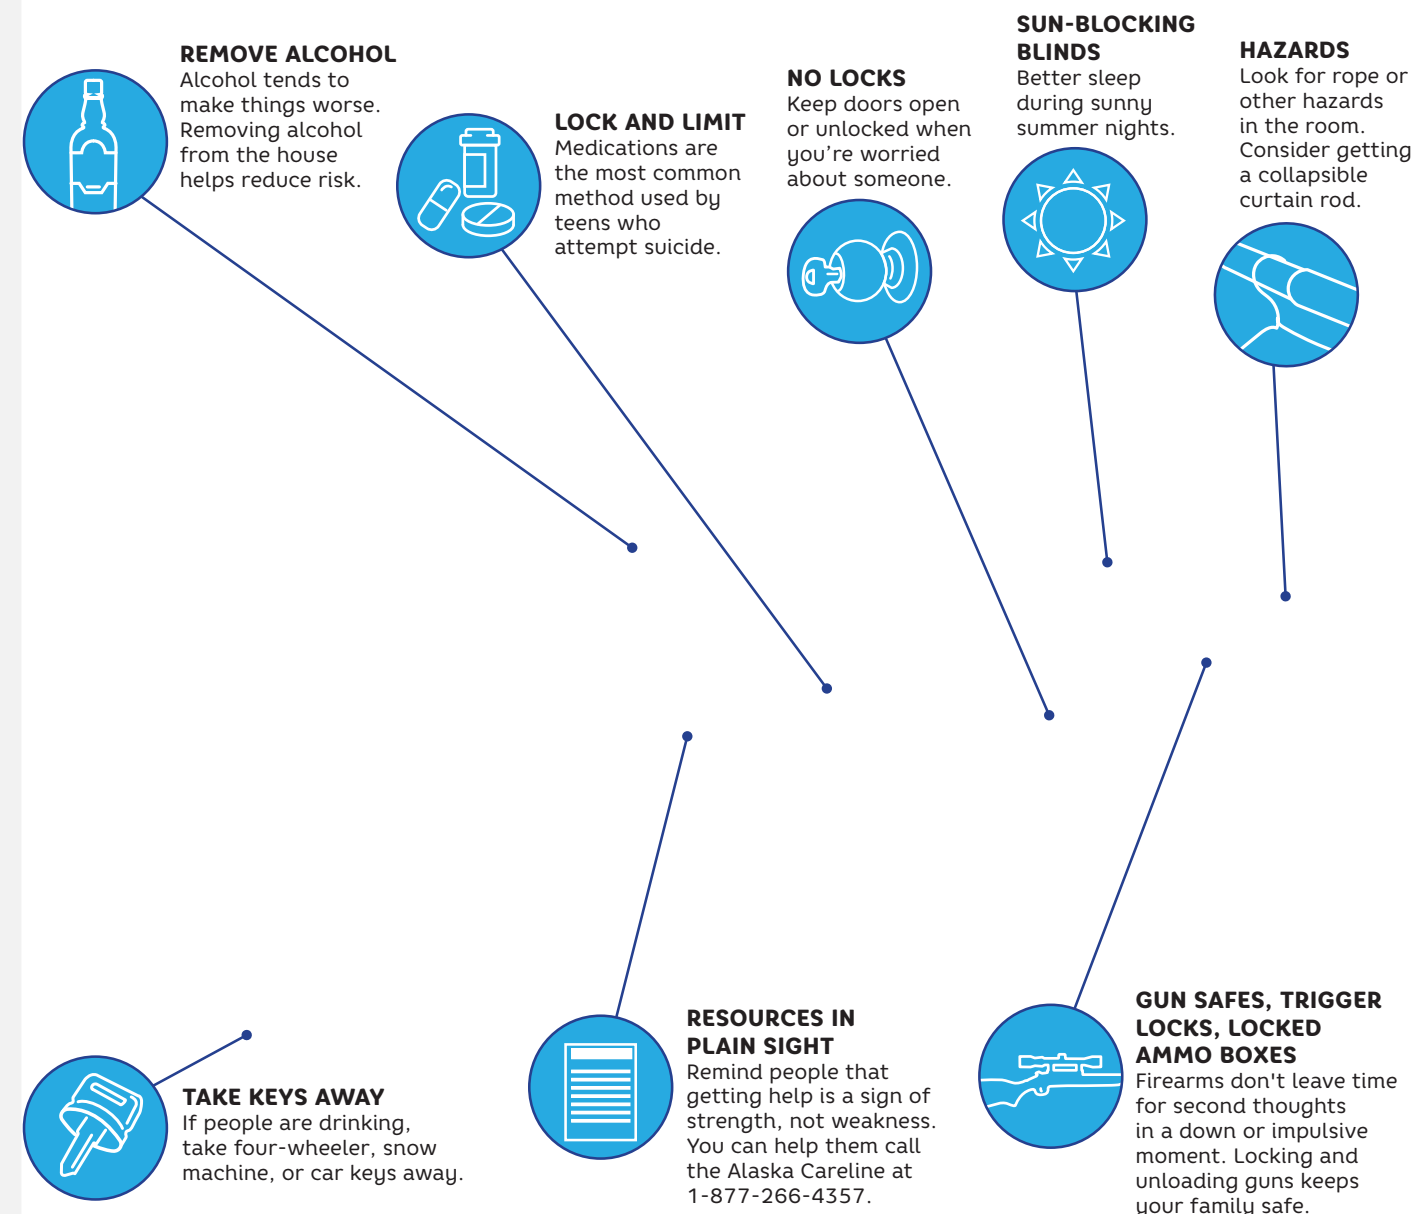 REMOVE ALCOHOL
Alcohol tends to
make things worse.
Removing alcohol
from the house
helps reduce risk.
LOCK AND LIMIT
Medications are
the most common
method used by
teens who
attempt suicide.
NO LOCKS
Keep doors open
or unlocked when
you're worried
about someone.
SUN-BLOCKING
BLINDS
Better sleep
during sunny
summer nights.
HAZARDS
Look for rope or
other hazards
in the room.
Consider getting
a collapsible
curtain rod.
TAKE KEYS AWAY
If people are drinking,
take four-wheeler, snow
machine, or car keys away.
RESOURCES IN
PLAIN SIGHT
Remind people that
getting help is a sign of
strength, not weakness.
You can help them call
the Alaska Careline at
1-877-266-4357.
GUN SAFES, TRIGGER
LOCKS, LOCKED
AMMO BOXES
Firearms don't leave time
for second thoughts
in a down or impulsive
moment. Locking and
unloading guns keeps
your family safe.